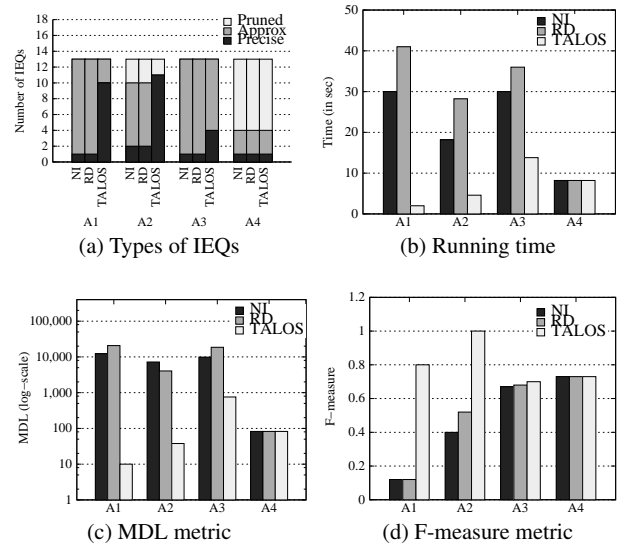 Pruned
Approx
Precise
Number of IEQs
18
16
14
12
10
8
6
4
2
0
NI RD TALOS NI RD TALOS NI RD TALOS NI RD TALOS
A1 A2 A3 A4
(a) Types of IEQs
NI
RD
TALOS
Time (in sec)
50
40
30
20
10
0
A1 A2 A3 A4
(b) Running time
NI
RD
TALOS
MDL (log−scale)
100,000
10,000
1,000
100
10
1
A1 A2 A3 A4
(c) MDL metric
NI
RD
TALOS
F−measure
1.2
1
0.8
0.6
0.4
0.2
0
A1 A2 A3 A4
(d) F-measure metric